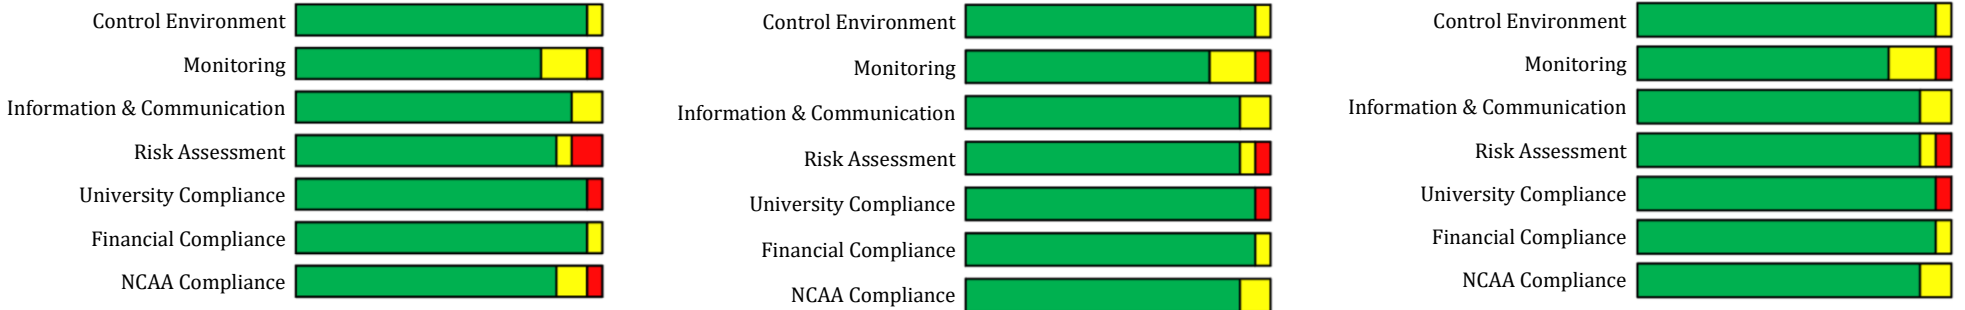 Control Environment
Monitoring
Information & Communication
Risk Assessment
University Compliance
Financial Compliance
NCAA Compliance
Control Environment
Monitoring
Information & Communication
Risk Assessment
University Compliance
Financial Compliance
NCAA Compliance
Control Environment
Monitoring
Information & Communication
Risk Assessment
University Compliance
Financial Compliance
NCAA Compliance